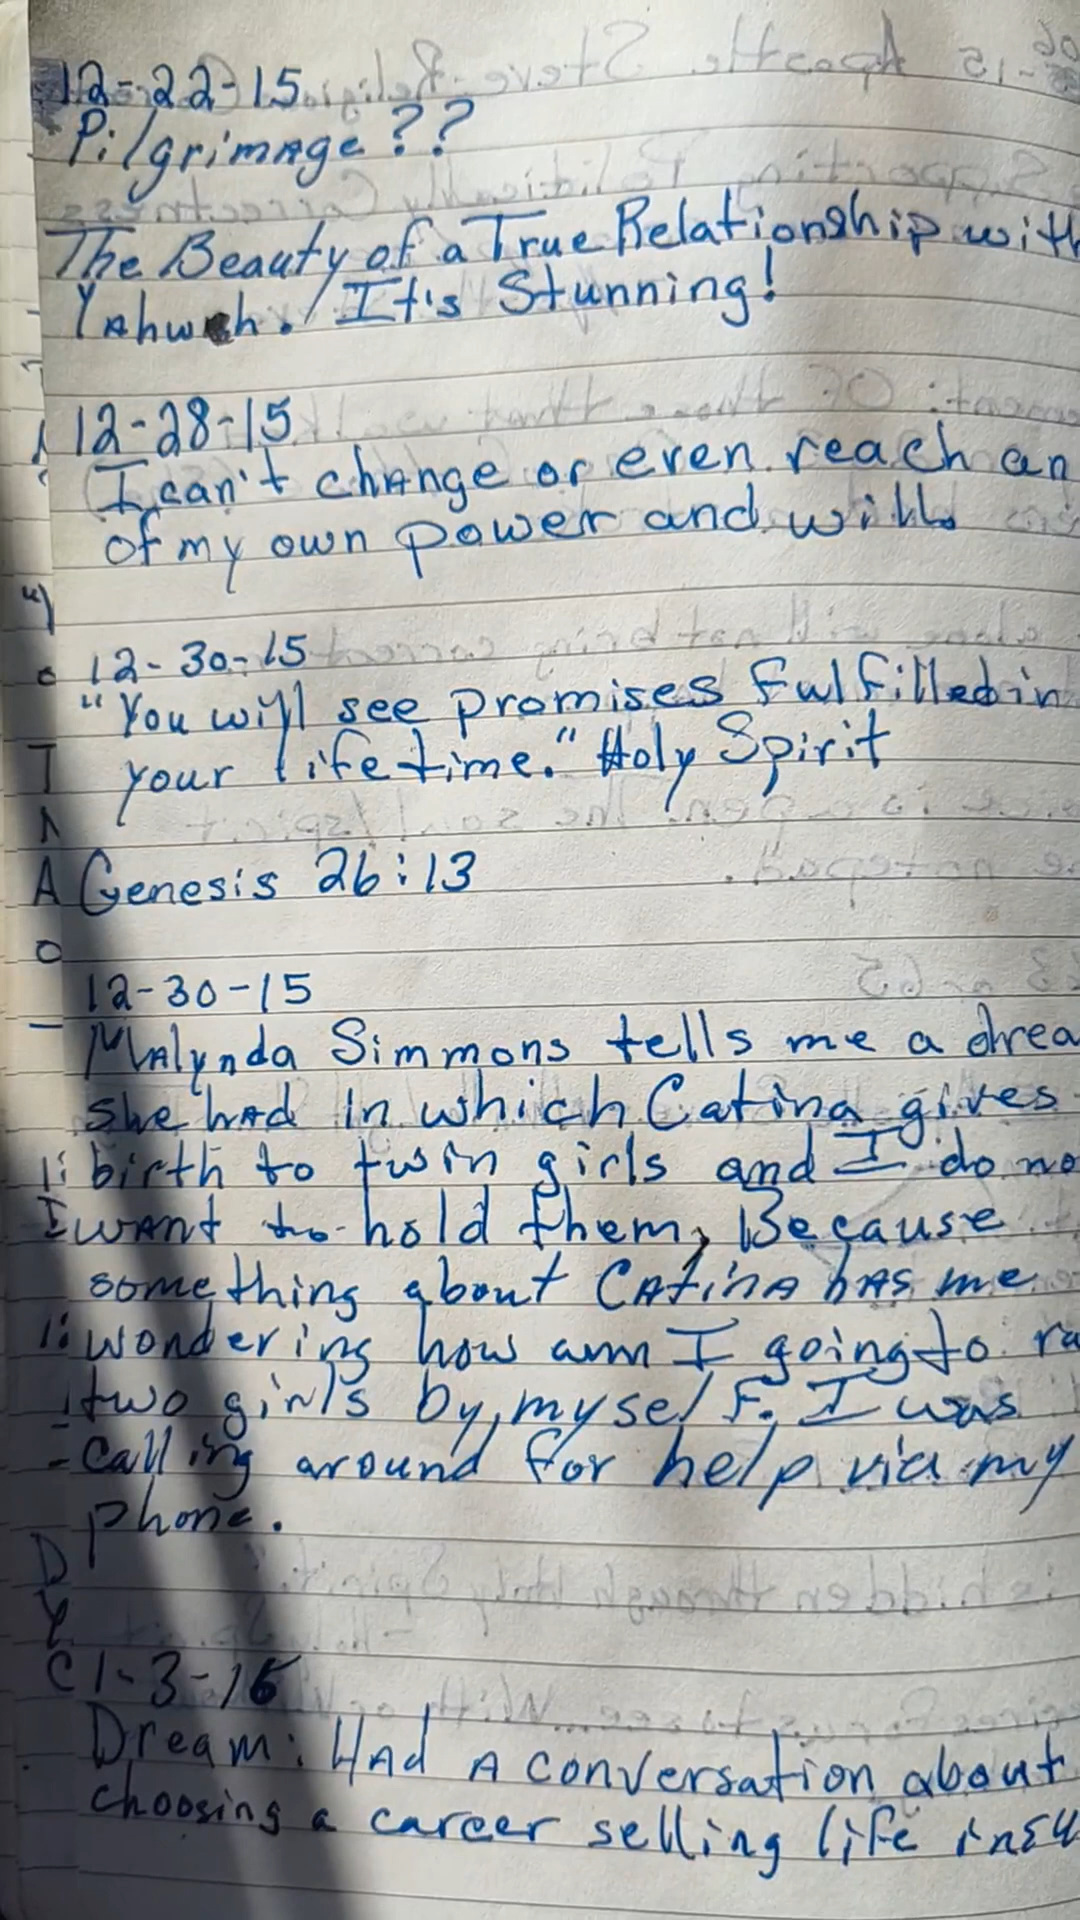 12-22-15
Pilgrimage??
The Beauty of a True Relationship with
Yahweh. It's Stunning!
12-28-15
I can't change or even reach an
of my own power and will.
12-30-15
"You will see promises fulfilled in
your lifetime." Holy Spirit
Genesis 26:13
12-30-15
Malynda Simmons tells me a drea
she had in which Catina gives
birth to twin girls and I do no
want to hold them, Because
something about Catina has me
wondering how am I going to ra
two girls by myself. I was
calling around for help via my
phone.
1-3-16
Dream: Had a conversation about
choosing a career selling life insu